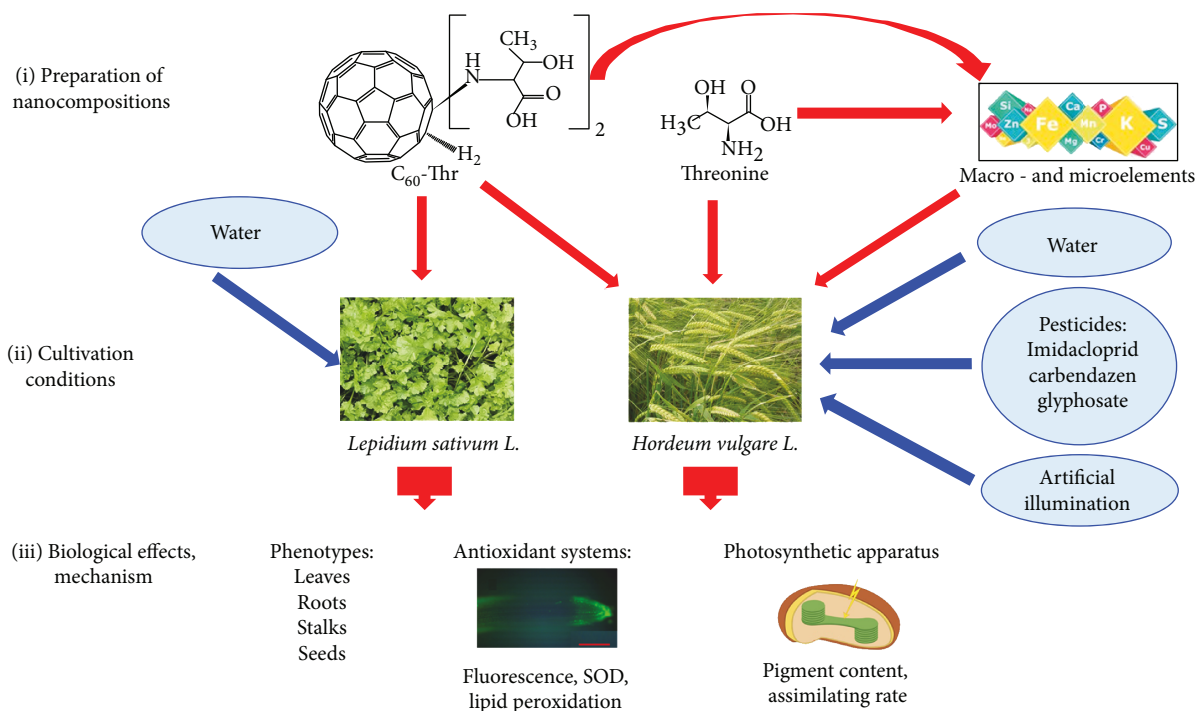 (i) Preparation of
nanocompositions
H
N
CH₃
OH
O
OH
2
H₂
C₆₀-Thr
OH
H₃C
O
OH
NH₂
Threonine
Si
Ca
P
Mo
Zn
Fe
Mn
K
S
Mg
Cr
Cu
Macro - and microelements
Water
Water
(ii) Cultivation
conditions
Pesticides:
Imidacloprid
carbendazen
glyphosate
Lepidium sativum L.
Hordeum vulgare L.
Artificial
illumination
(iii) Biological effects,
mechanism
Phenotypes:
Leaves
Roots
Stalks
Seeds
Antioxidant systems:
Fluorescence, SOD,
lipid peroxidation
Photosynthetic apparatus
Pigment content,
assimilating rate